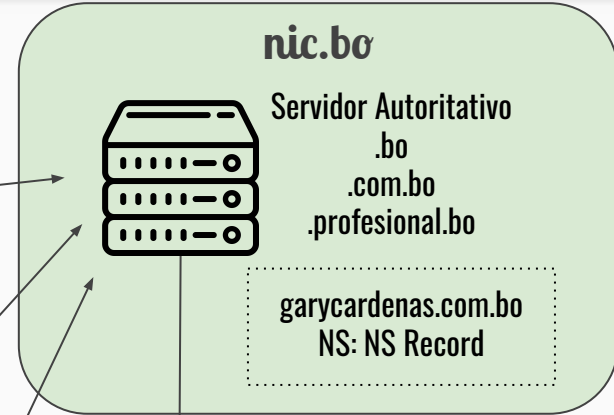 nic.bo
Servidor Autoritativo
.bo
.com.bo
.profesional.bo
garycardenas.com.bo
NS: NS Record